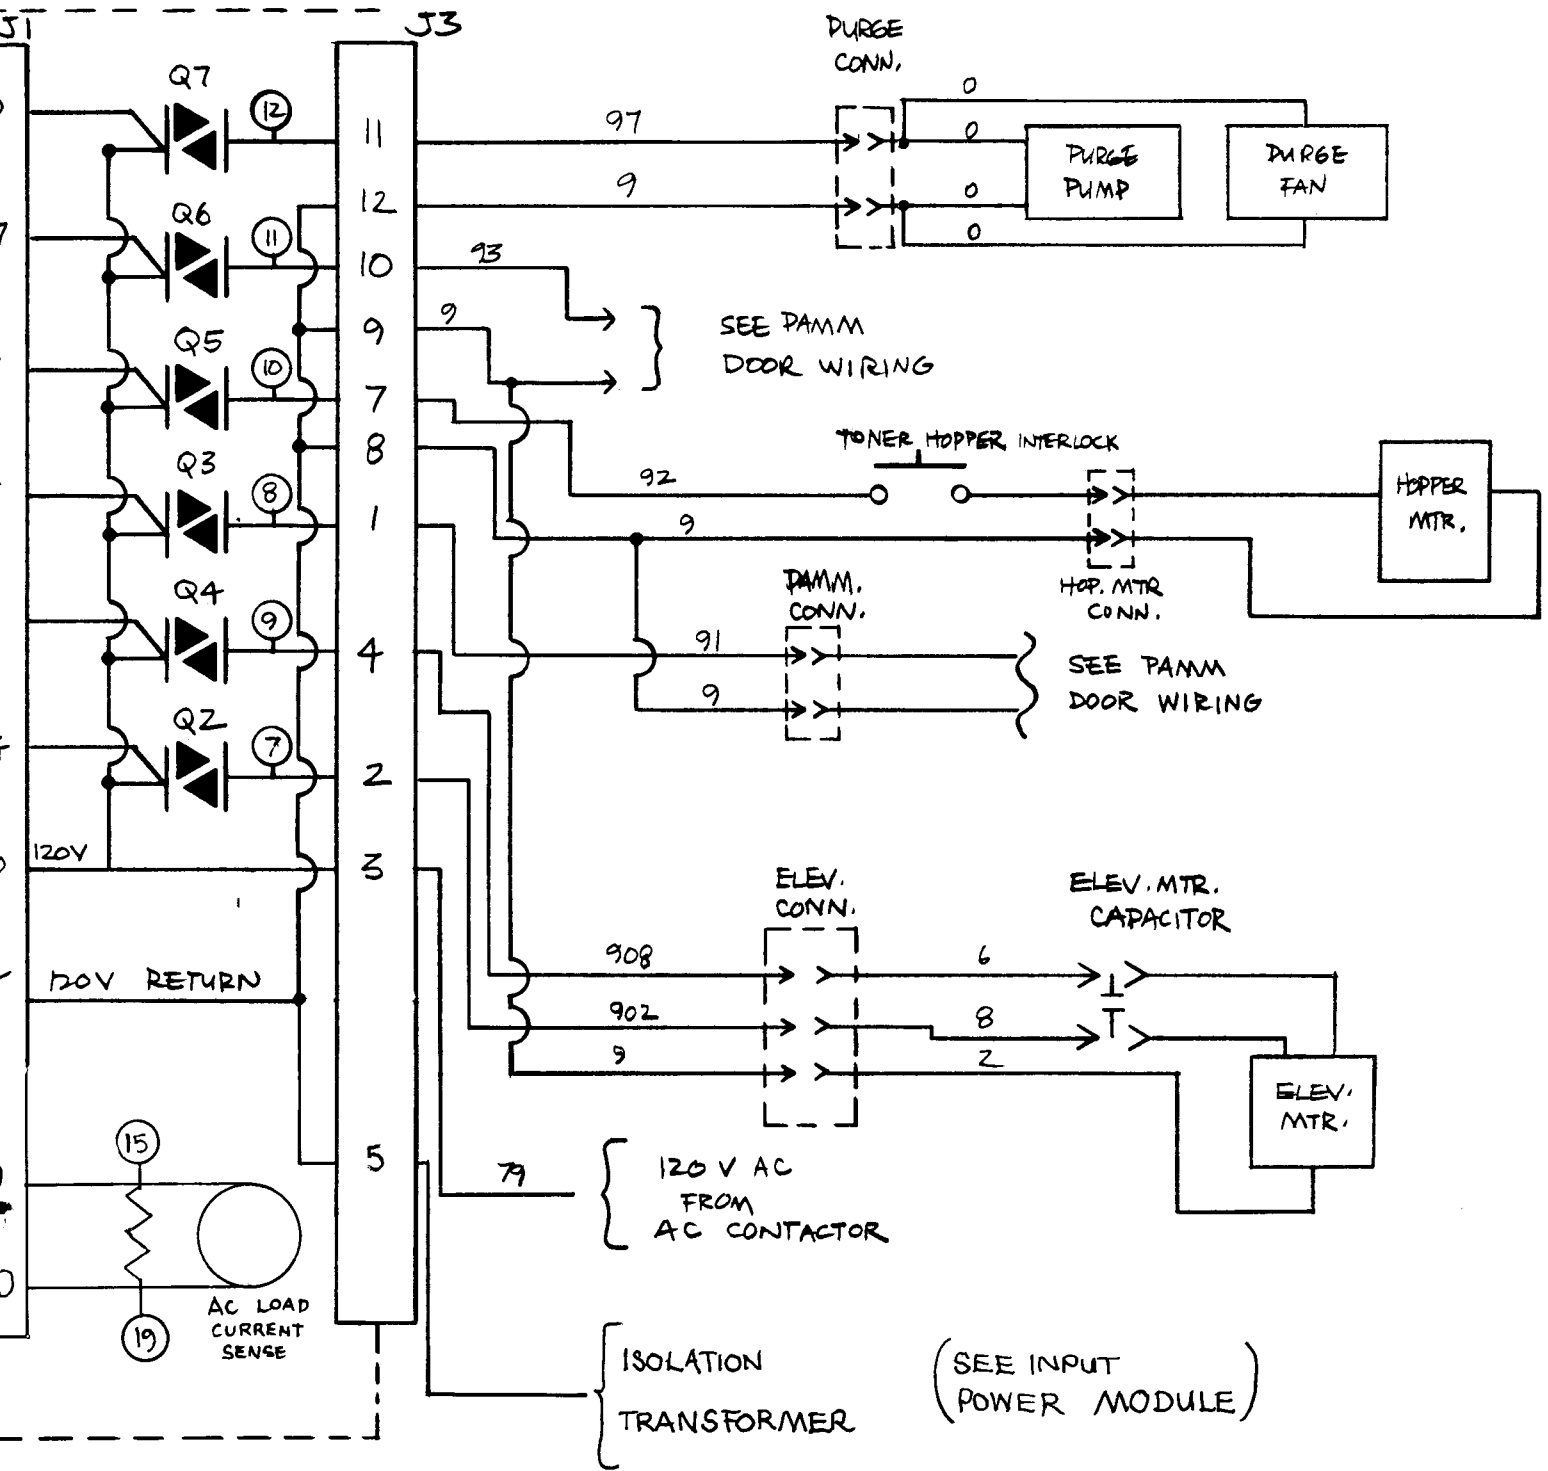 J1
J3
PURGE
CONN.
Q7
12
11
97
0
0
PURGE
PUMP
PURGE
FAN
12
9
0
0
Q6
11
10
93
9
9
SEE PAMM
DOOR WIRING
Q5
10
7
8
TONER HOPPER INTERLOCK
92
HOPPER
MTR.
Q3
8
1
9
PAMM.
CONN.
HOP. MTR
CONN.
Q4
9
4
91
9
SEE PAMM
DOOR WIRING
Q2
7
2
120V
3
ELEV.
CONN.
ELEV. MTR.
CAPACITOR
908
6
120V RETURN
902
8
9
2
ELEV.
MTR.
15
5
79
120 V AC
FROM
AC CONTACTOR
19
AC LOAD
CURRENT
SENSE
ISOLATION
TRANSFORMER
(SEE INPUT
POWER MODULE)